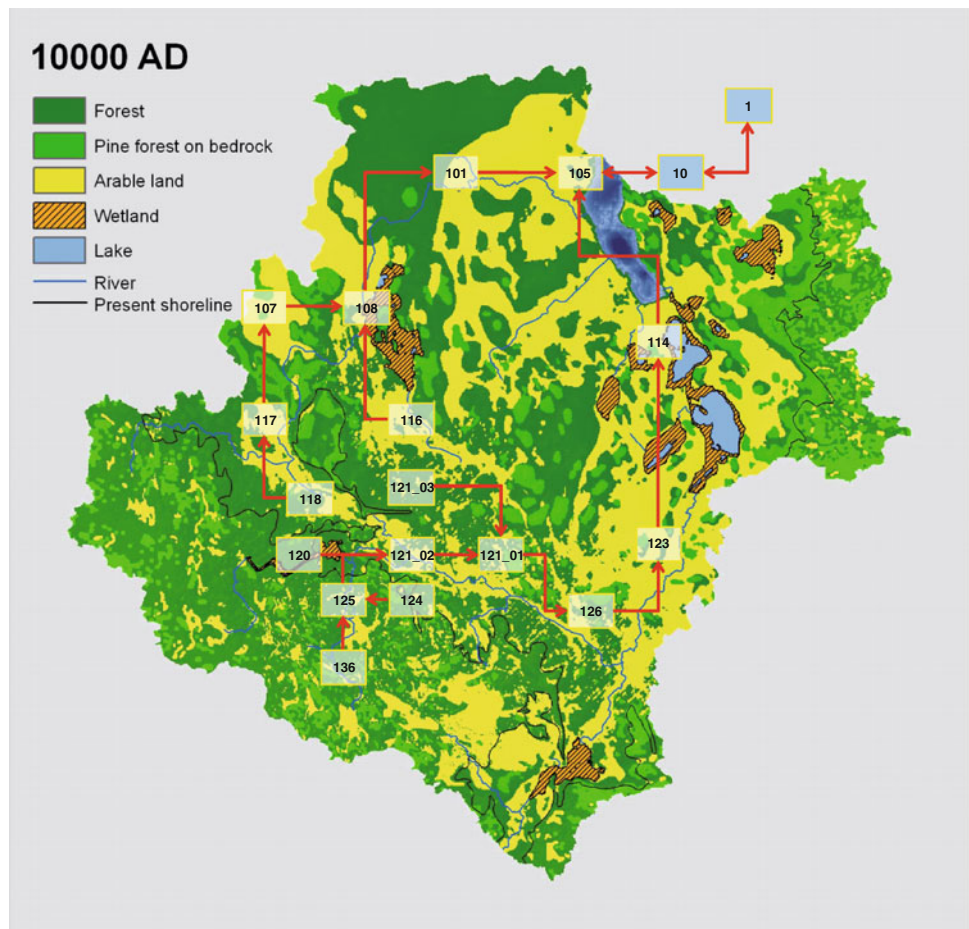 10000 AD
Forest
Pine forest on bedrock
Arable land
Wetland
Lake
River
Present shoreline
1
101
105
10
107
108
114
117
116
121_03
118
123
120
121_02
121_01
125
124
126
136